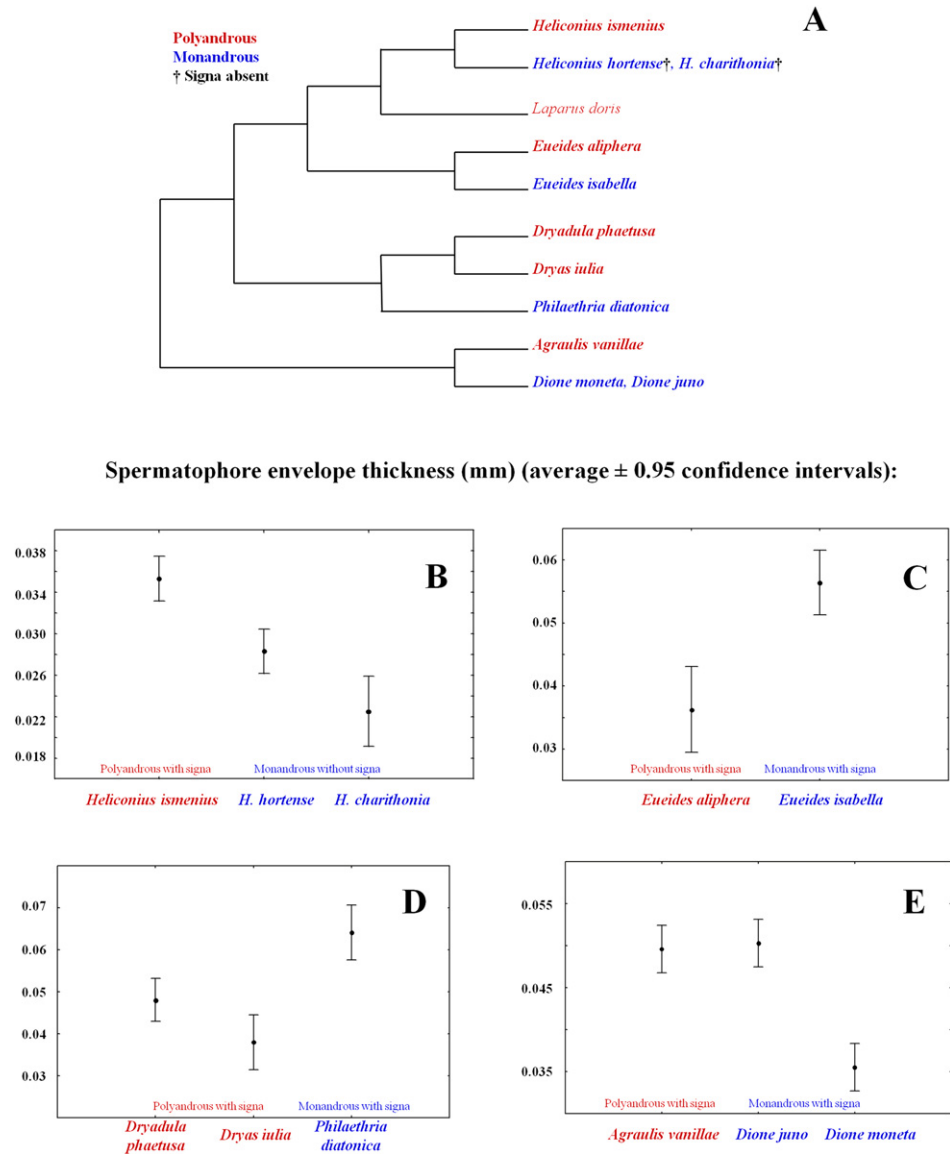 A
Polyandrous
Monandrous
† Signa absent
Heliconius ismenius
Heliconius hortense†, H. charithonia†
Laparus doris
Eueides aliphera
Eueides isabella
Dryadula phaetusa
Dryas iulia
Philaethria diatonica
Agraulis vanillae
Dione moneta, Dione juno
Spermatophore envelope thickness (mm) (average ± 0.95 confidence intervals):
B
0.038
0.034
0.030
0.026
0.022
0.018
Polyandrous with signa
Monandrous without signa
Heliconius ismenius
H. hortense
H. charithonia
C
0.06
0.05
0.04
0.03
Polyandrous with signa
Monandrous with signa
Eueides aliphera
Eueides isabella
D
0.07
0.06
0.05
0.04
0.03
Polyandrous with signa
Monandrous with signa
Dryadula
phaetusa
Dryas iulia
Philaethria
diatonica
E
0.055
0.045
0.035
Polyandrous with signa
Monandrous with signa
Agraulis vanillae
Dione juno
Dione moneta